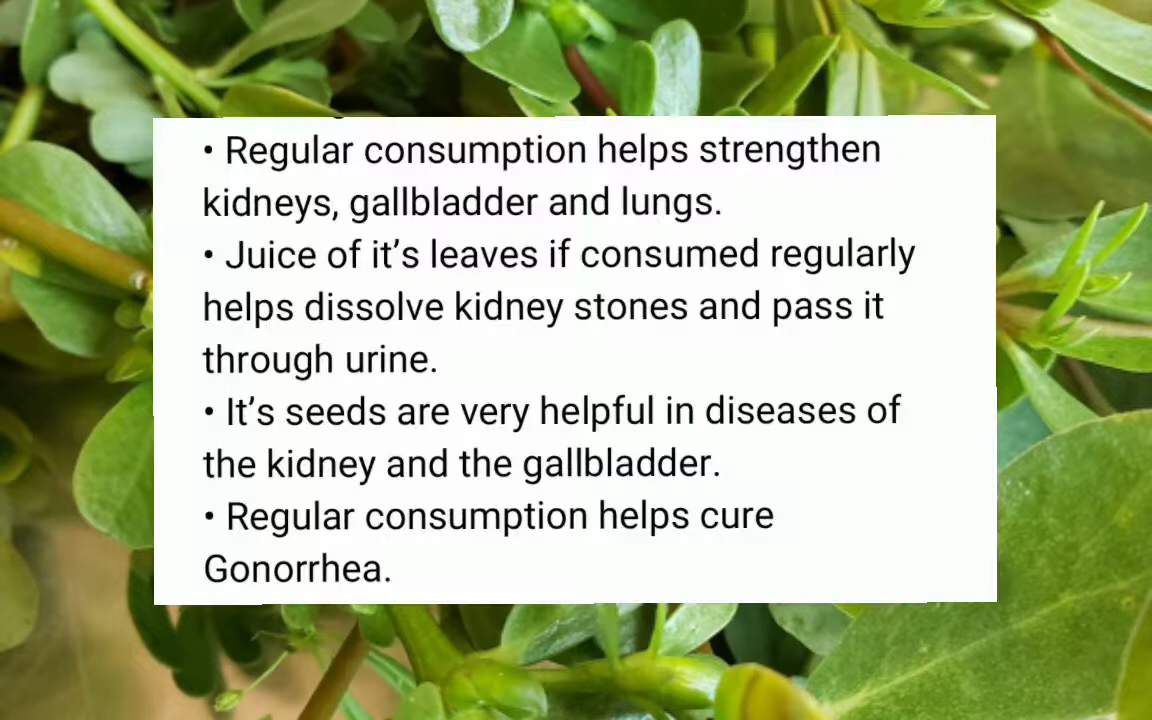 • Regular consumption helps strengthen
kidneys, gallbladder and lungs.
• Juice of it’s leaves if consumed regularly
helps dissolve kidney stones and pass it
through urine.
• It’s seeds are very helpful in diseases of
the kidney and the gallbladder.
• Regular consumption helps cure
Gonorrhea.